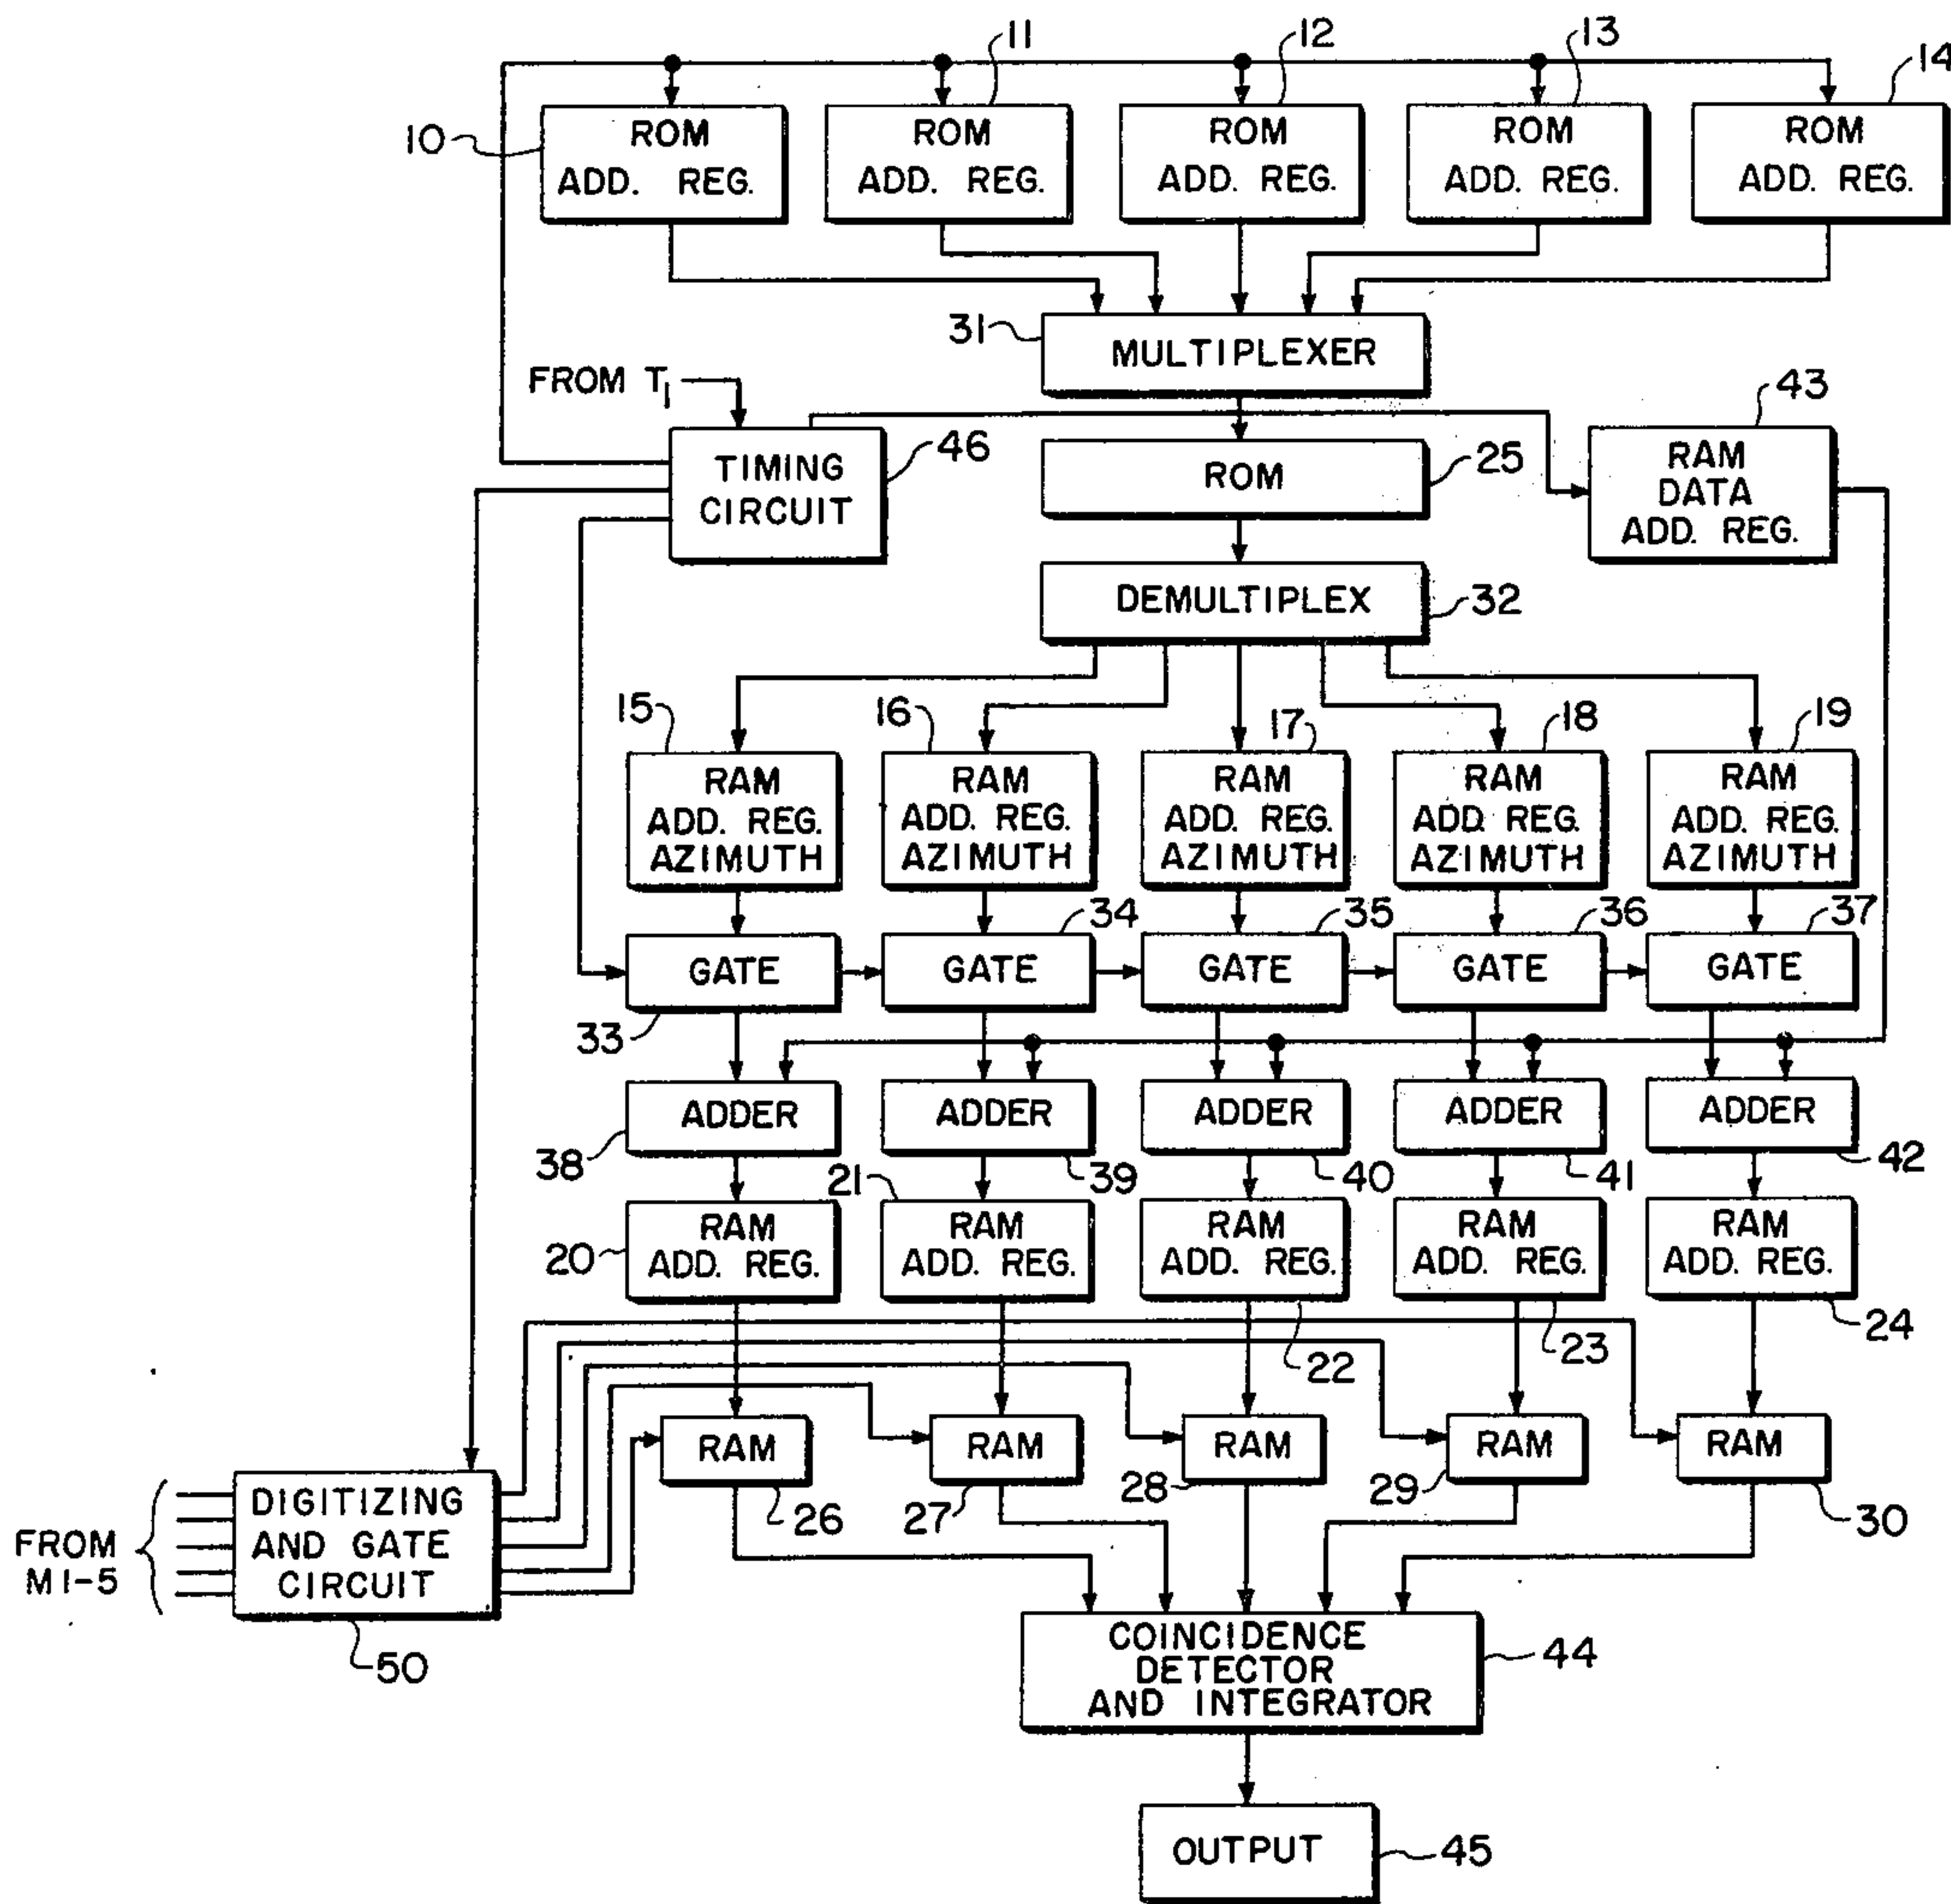 11
12
13
14
10
ROM
ADD. REG.
ROM
ADD. REG.
ROM
ADD. REG.
ROM
ADD. REG.
ROM
ADD. REG.
31
MULTIPLEXER
FROM T1
43
TIMING
CIRCUIT
46
ROM
25
RAM
DATA
ADD. REG.
DEMULTIPLEX
32
15
16
17
18
19
RAM
ADD. REG.
AZIMUTH
RAM
ADD. REG.
AZIMUTH
RAM
ADD. REG.
AZIMUTH
RAM
ADD. REG.
AZIMUTH
RAM
ADD. REG.
AZIMUTH
34
35
36
37
GATE
GATE
GATE
GATE
GATE
33
ADDER
ADDER
ADDER
ADDER
ADDER
38
39
40
41
42
21
20
RAM
ADD. REG.
RAM
ADD. REG.
RAM
ADD. REG.
RAM
ADD. REG.
RAM
ADD. REG.
22
23
24
RAM
RAM
RAM
RAM
RAM
26
27
28
29
30
FROM
M1-5
DIGITIZING
AND GATE
CIRCUIT
50
COINCIDENCE
DETECTOR
AND INTEGRATOR
44
OUTPUT
45